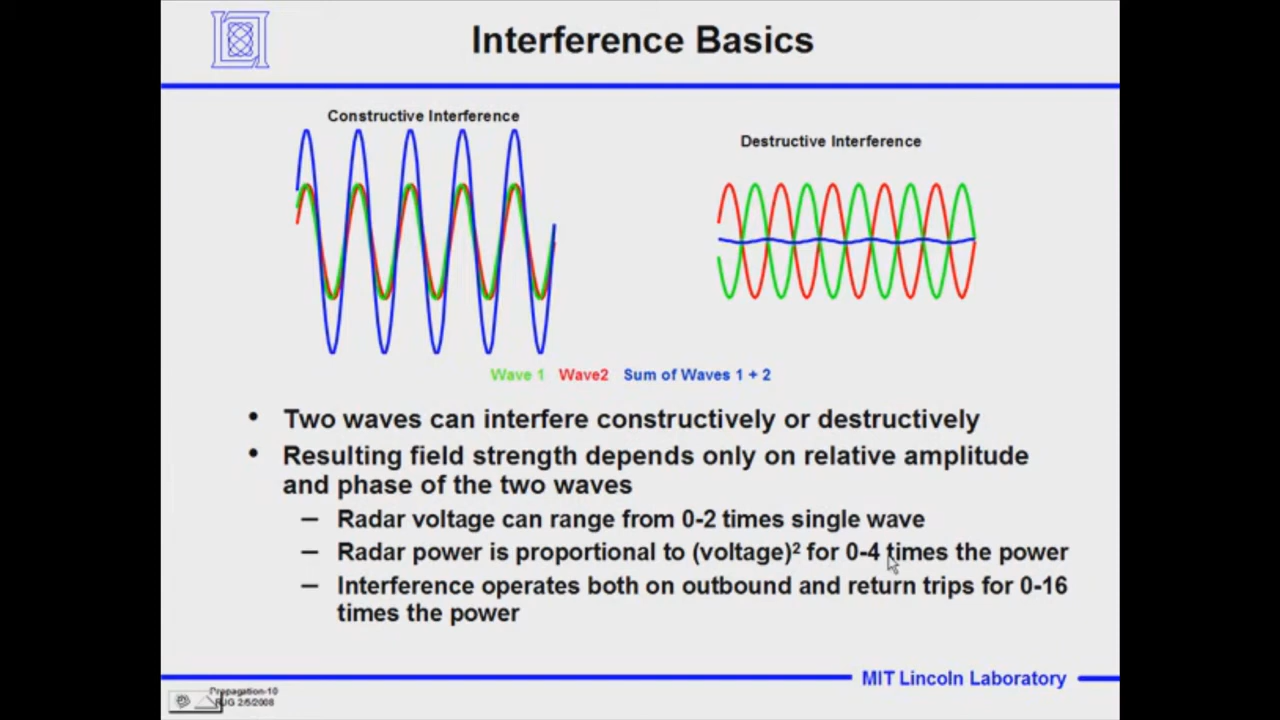 Interference Basics
Constructive Interference
Destructive Interference
Wave 1 Wave2 Sum of Waves 1 + 2
• Two waves can interfere constructively or destructively
• Resulting field strength depends only on relative amplitude
and phase of the two waves
– Radar voltage can range from 0-2 times single wave
– Radar power is proportional to (voltage)² for 0-4 times the power
– Interference operates both on outbound and return trips for 0-16
times the power
MIT Lincoln Laboratory
Propagation-10
2/5/2008